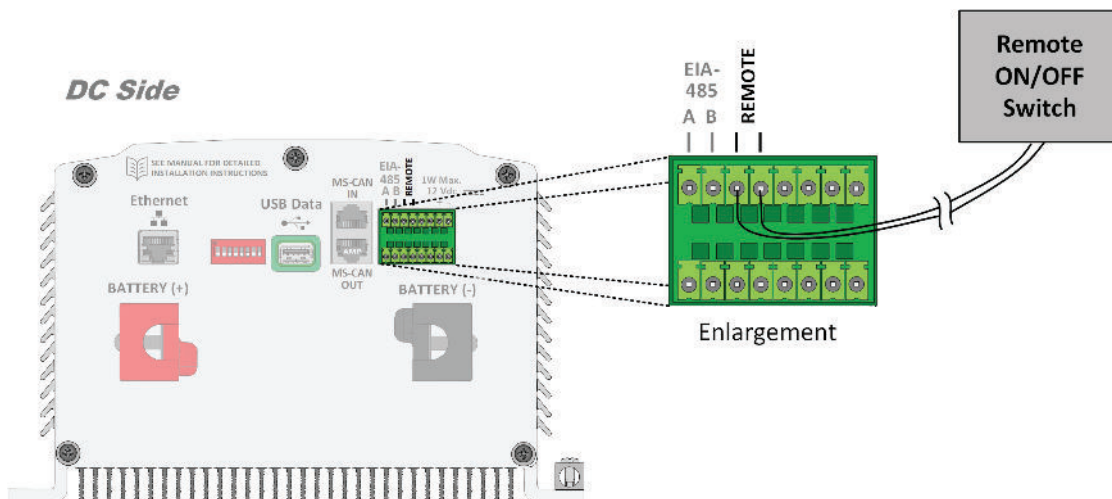 DC Side
SEE MANUAL FOR DETAILED
INSTALLATION INSTRUCTIONS
Ethernet
USB Data
MS-CAN
IN
AMP
MS-CAN
OUT
EIA-
485
A B
REMOTE
1W Max.
12 Vdc
BATTERY (+)
BATTERY (-)
EIA-
485
A B
REMOTE
Enlargement
Remote
ON/OFF
Switch